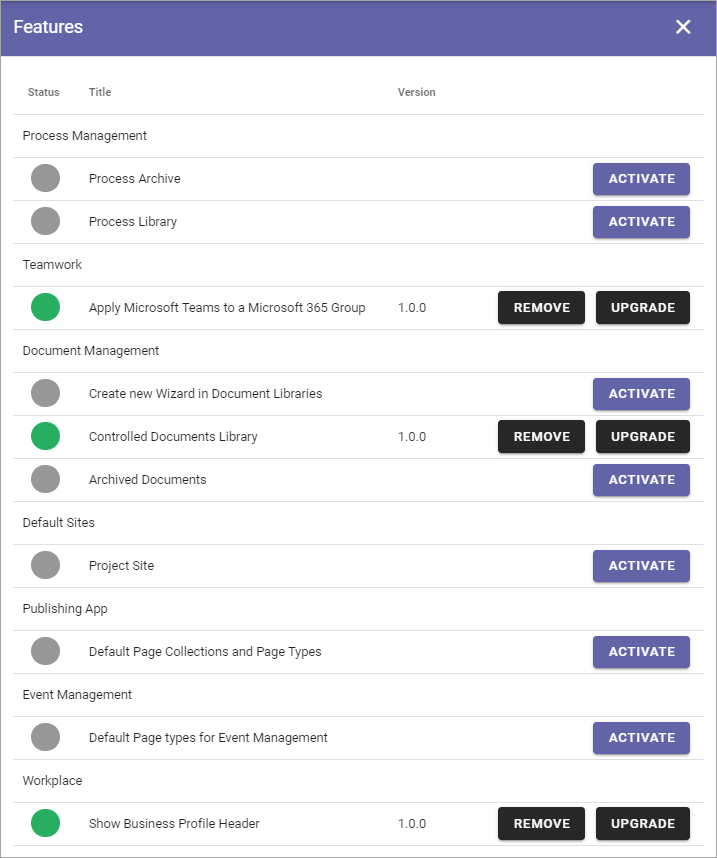 Features
Status Title Version
Process Management
Process Archive ACTIVATE
Process Library ACTIVATE
Teamwork
Apply Microsoft Teams to a Microsoft 365 Group 1.0.0 REMOVE UPGRADE
Document Management
Create new Wizard in Document Libraries ACTIVATE
Controlled Documents Library 1.0.0 REMOVE UPGRADE
Archived Documents ACTIVATE
Default Sites
Project Site ACTIVATE
Publishing App
Default Page Collections and Page Types ACTIVATE
Event Management
Default Page types for Event Management ACTIVATE
Workplace
Show Business Profile Header 1.0.0 REMOVE UPGRADE